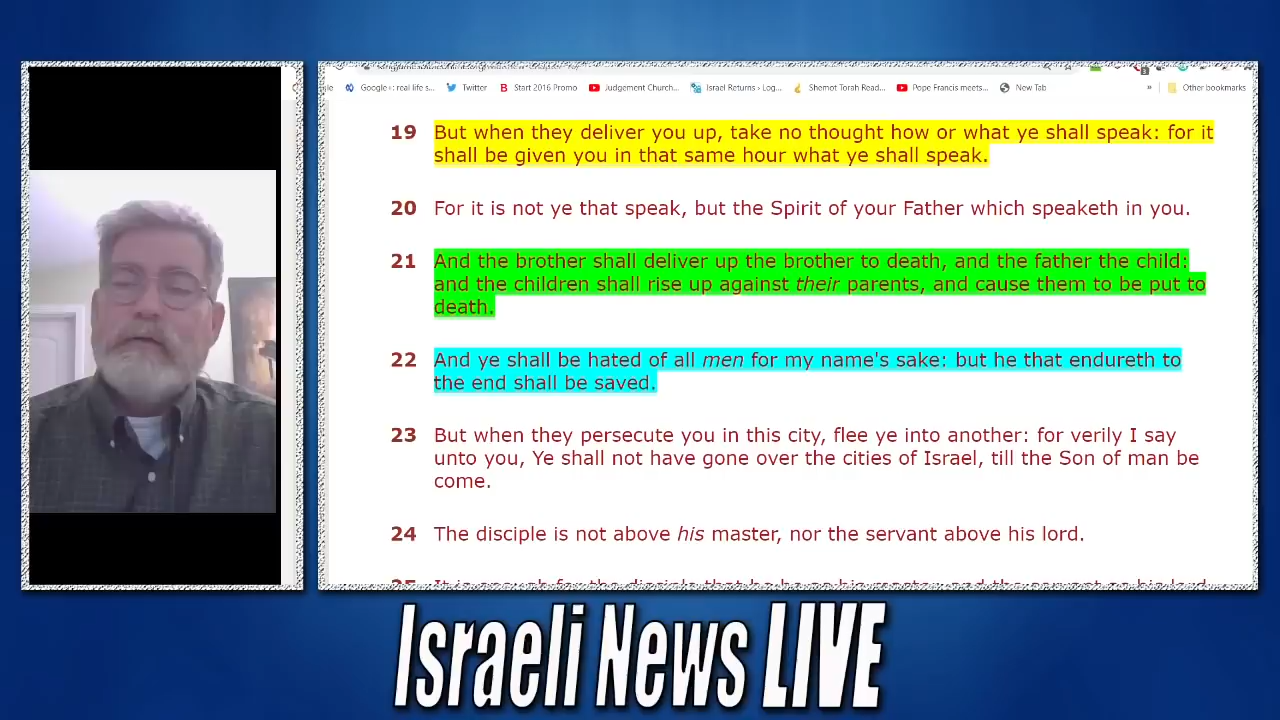 Google+: real life s...
Twitter
Start 2016 Promo
Judgement Church...
Israel Returns › Log...
Shemot Torah Read...
Pope Francis meets...
New Tab
»
Other bookmarks
19 But when they deliver you up, take no thought how or what ye shall speak: for it
shall be given you in that same hour what ye shall speak.
20 For it is not ye that speak, but the Spirit of your Father which speaketh in you.
21 And the brother shall deliver up the brother to death, and the father the child:
and the children shall rise up against their parents, and cause them to be put to
death.
22 And ye shall be hated of all men for my name's sake: but he that endureth to
the end shall be saved.
23 But when they persecute you in this city, flee ye into another: for verily I say
unto you, Ye shall not have gone over the cities of Israel, till the Son of man be
come.
24 The disciple is not above his master, nor the servant above his lord.
Israeli News LIVE